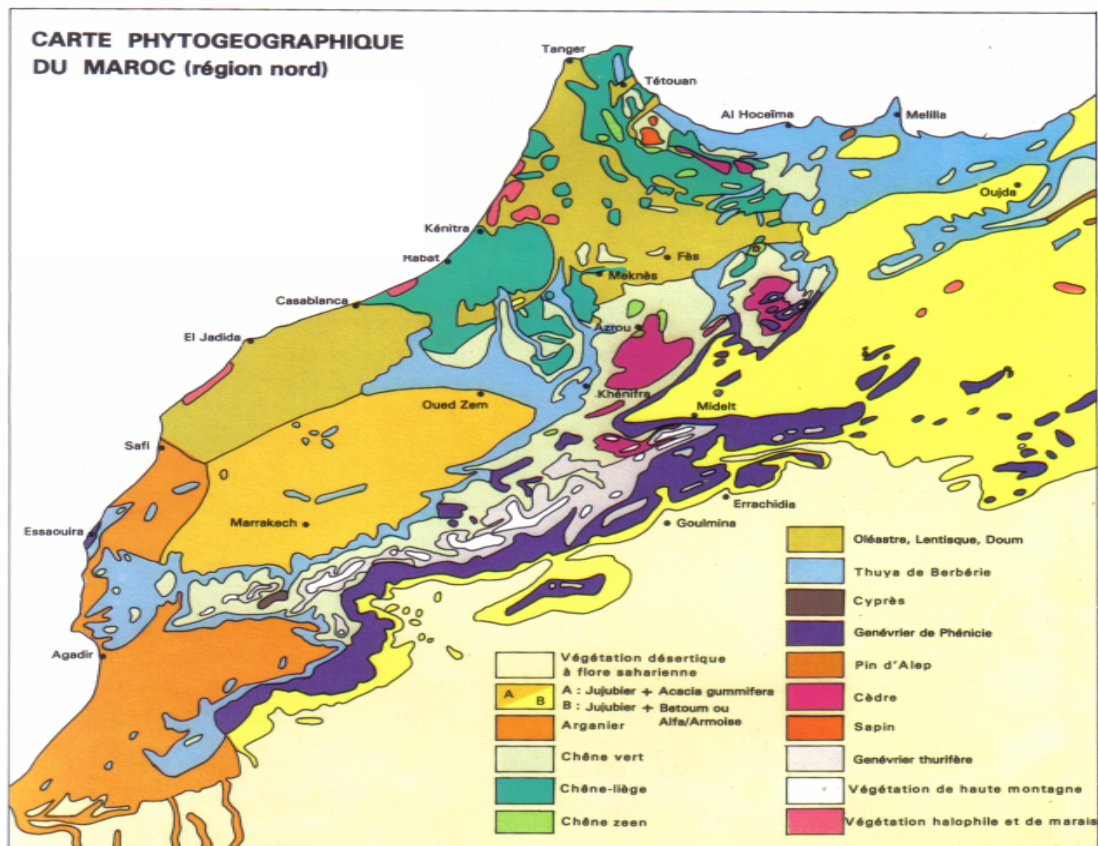 CARTE PHYTOGEOGRAPHIQUE
DU MAROC (région nord)
Tanger
Tétouan
Al Hoceïma
Melilla
Oujda
Kénitra
Rabat
Fès
Meknès
Casablanca
El Jadida
Azrou
Khénifra
Oued Zem
Midelt
Safi
Errachidia
Marrakech
Goulmina
Essaouira
Agadir
Végétation désertique
à flore saharienne
A B
A : Jujubier + Acacia gummifera
B : Jujubier + Betoum ou
Alfa/Armoise
Arganier
Chêne vert
Chêne-liège
Chêne zeen
Oléastre, Lentisque, Doum
Thuya de Berbérie
Cyprès
Genévrier de Phénicie
Pin d'Alep
Cèdre
Sapin
Genévrier thurifère
Végétation de haute montagne
Végétation halophile et de marais